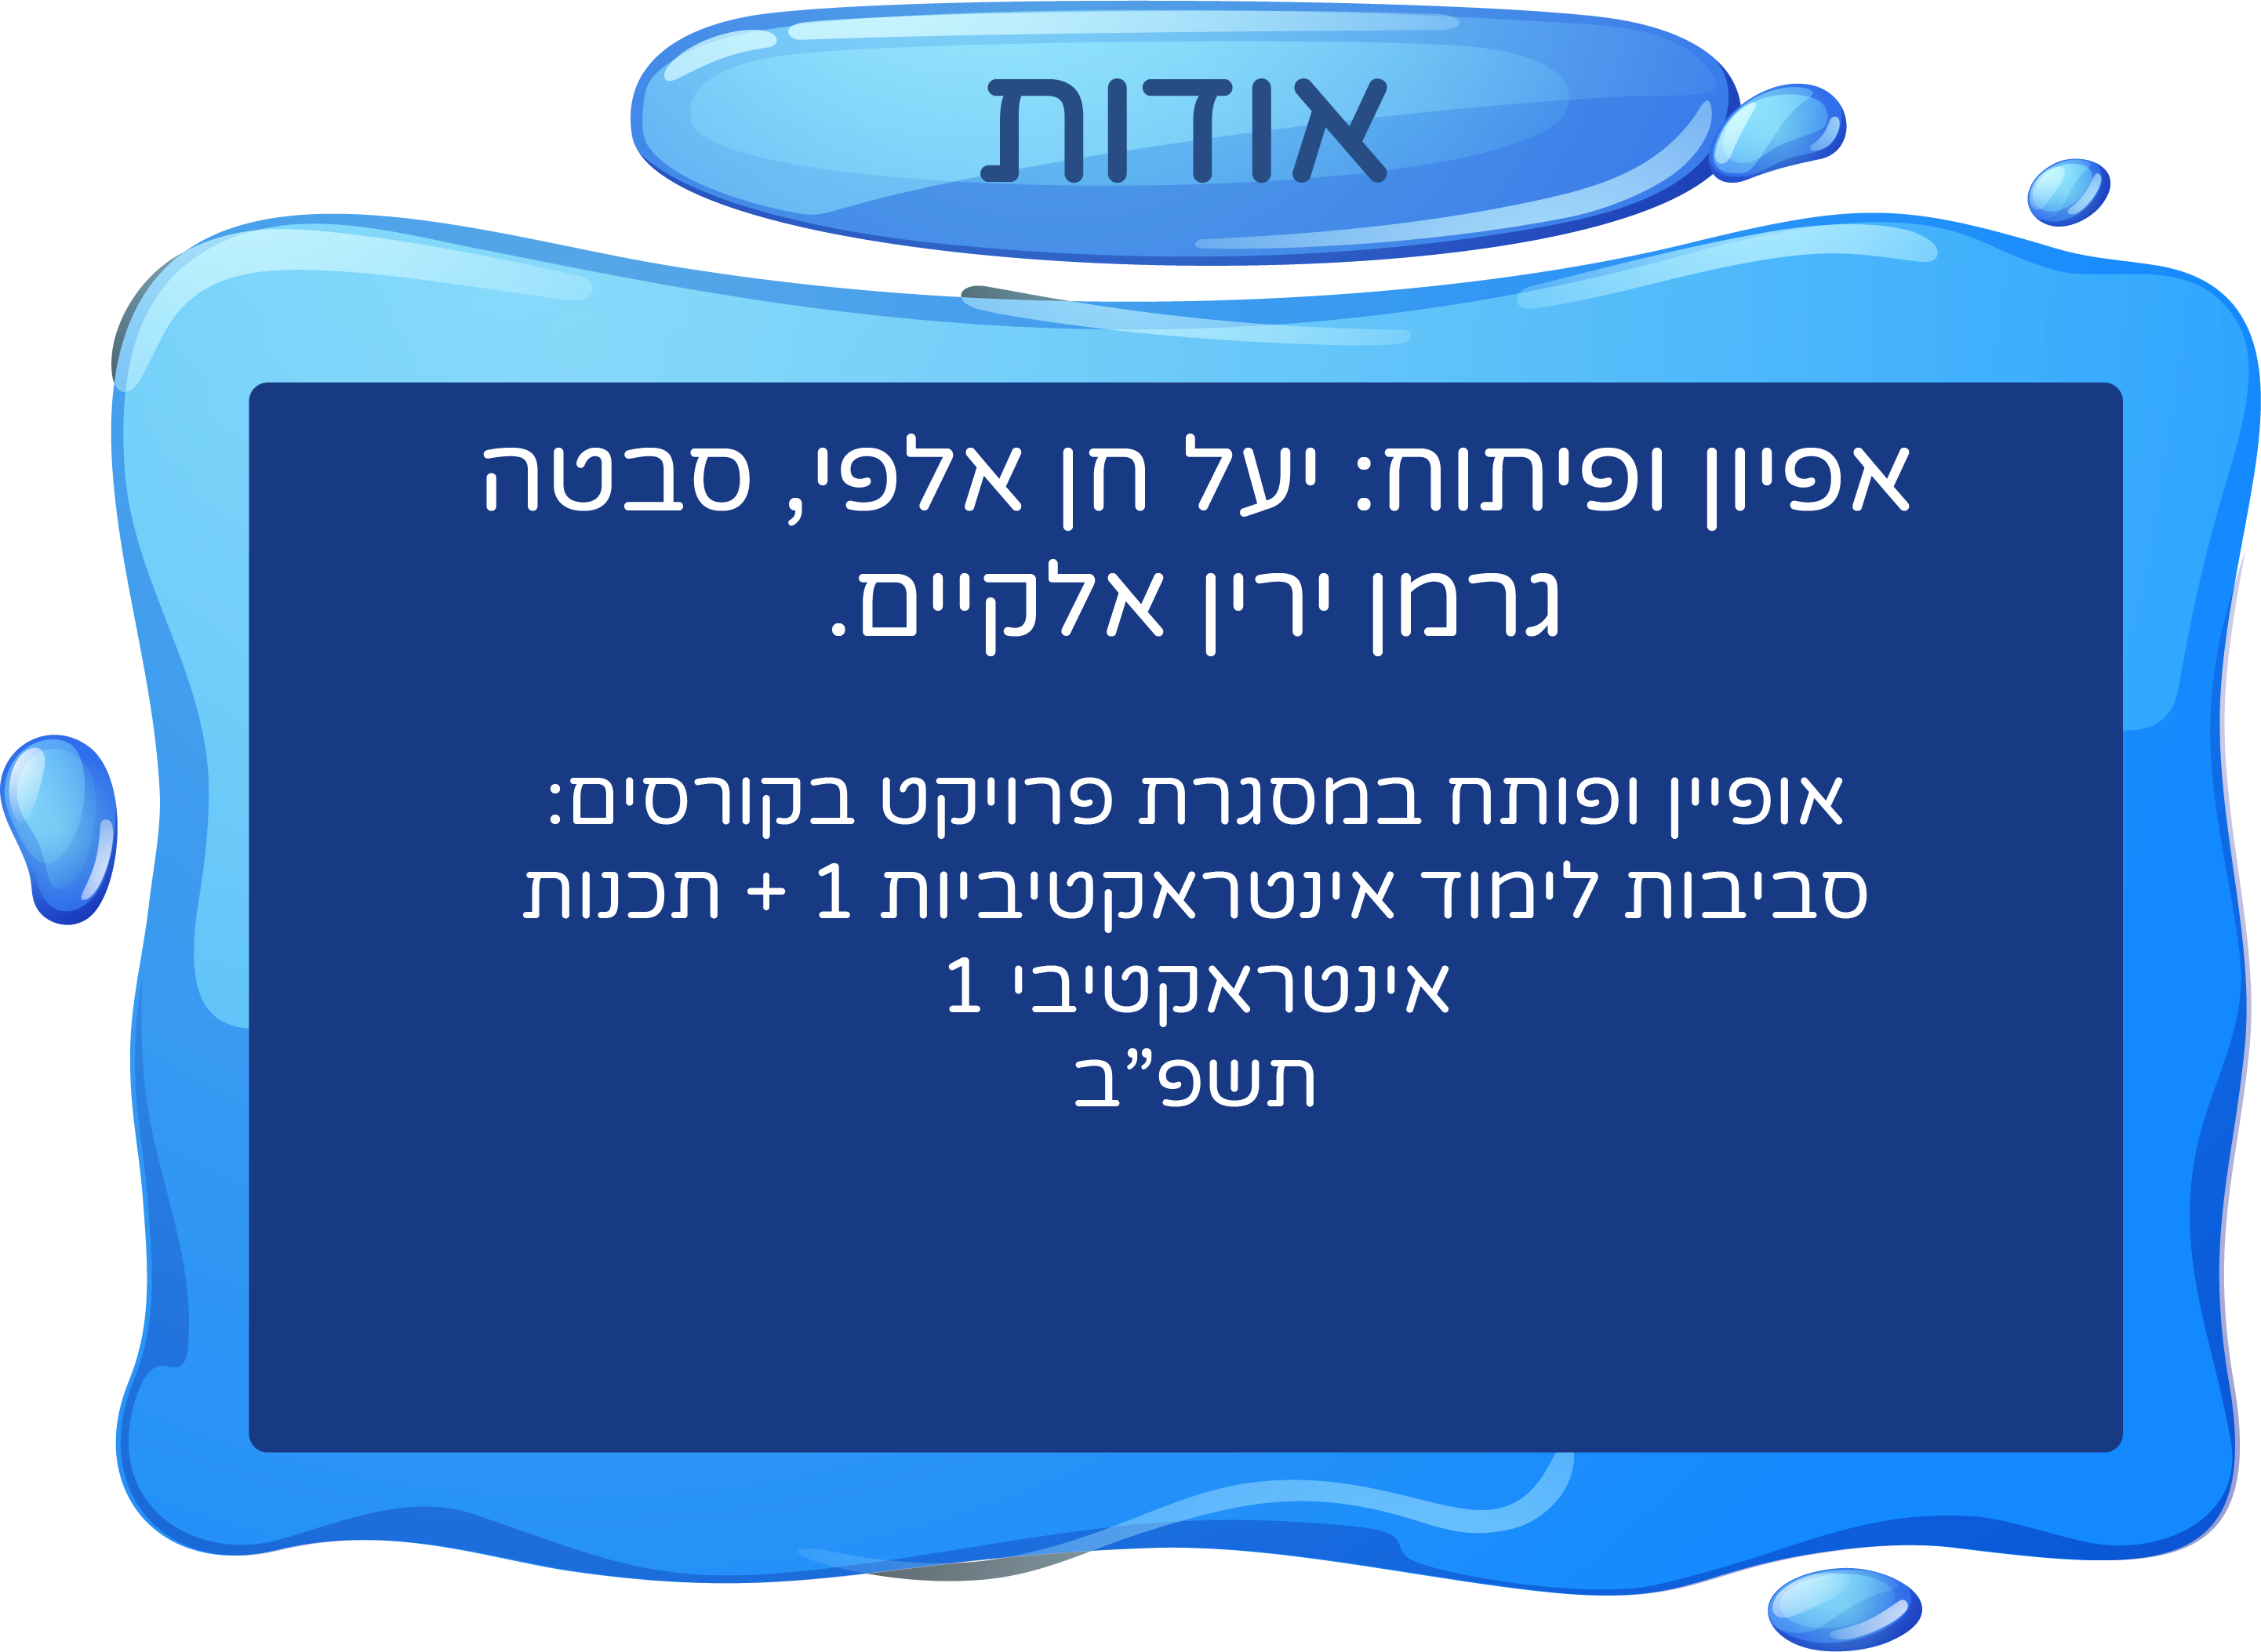 אודות
אפיון ופיתוח: יעל חן אלפי, סבטה
גרמן ירין אלקיים.
אופיין ופותח במסגרת פרויקט בקורסים:
סביבות לימוד אינטראקטיביות 1 + תכנות
אינטראקטיבי 1
תשפ"ב